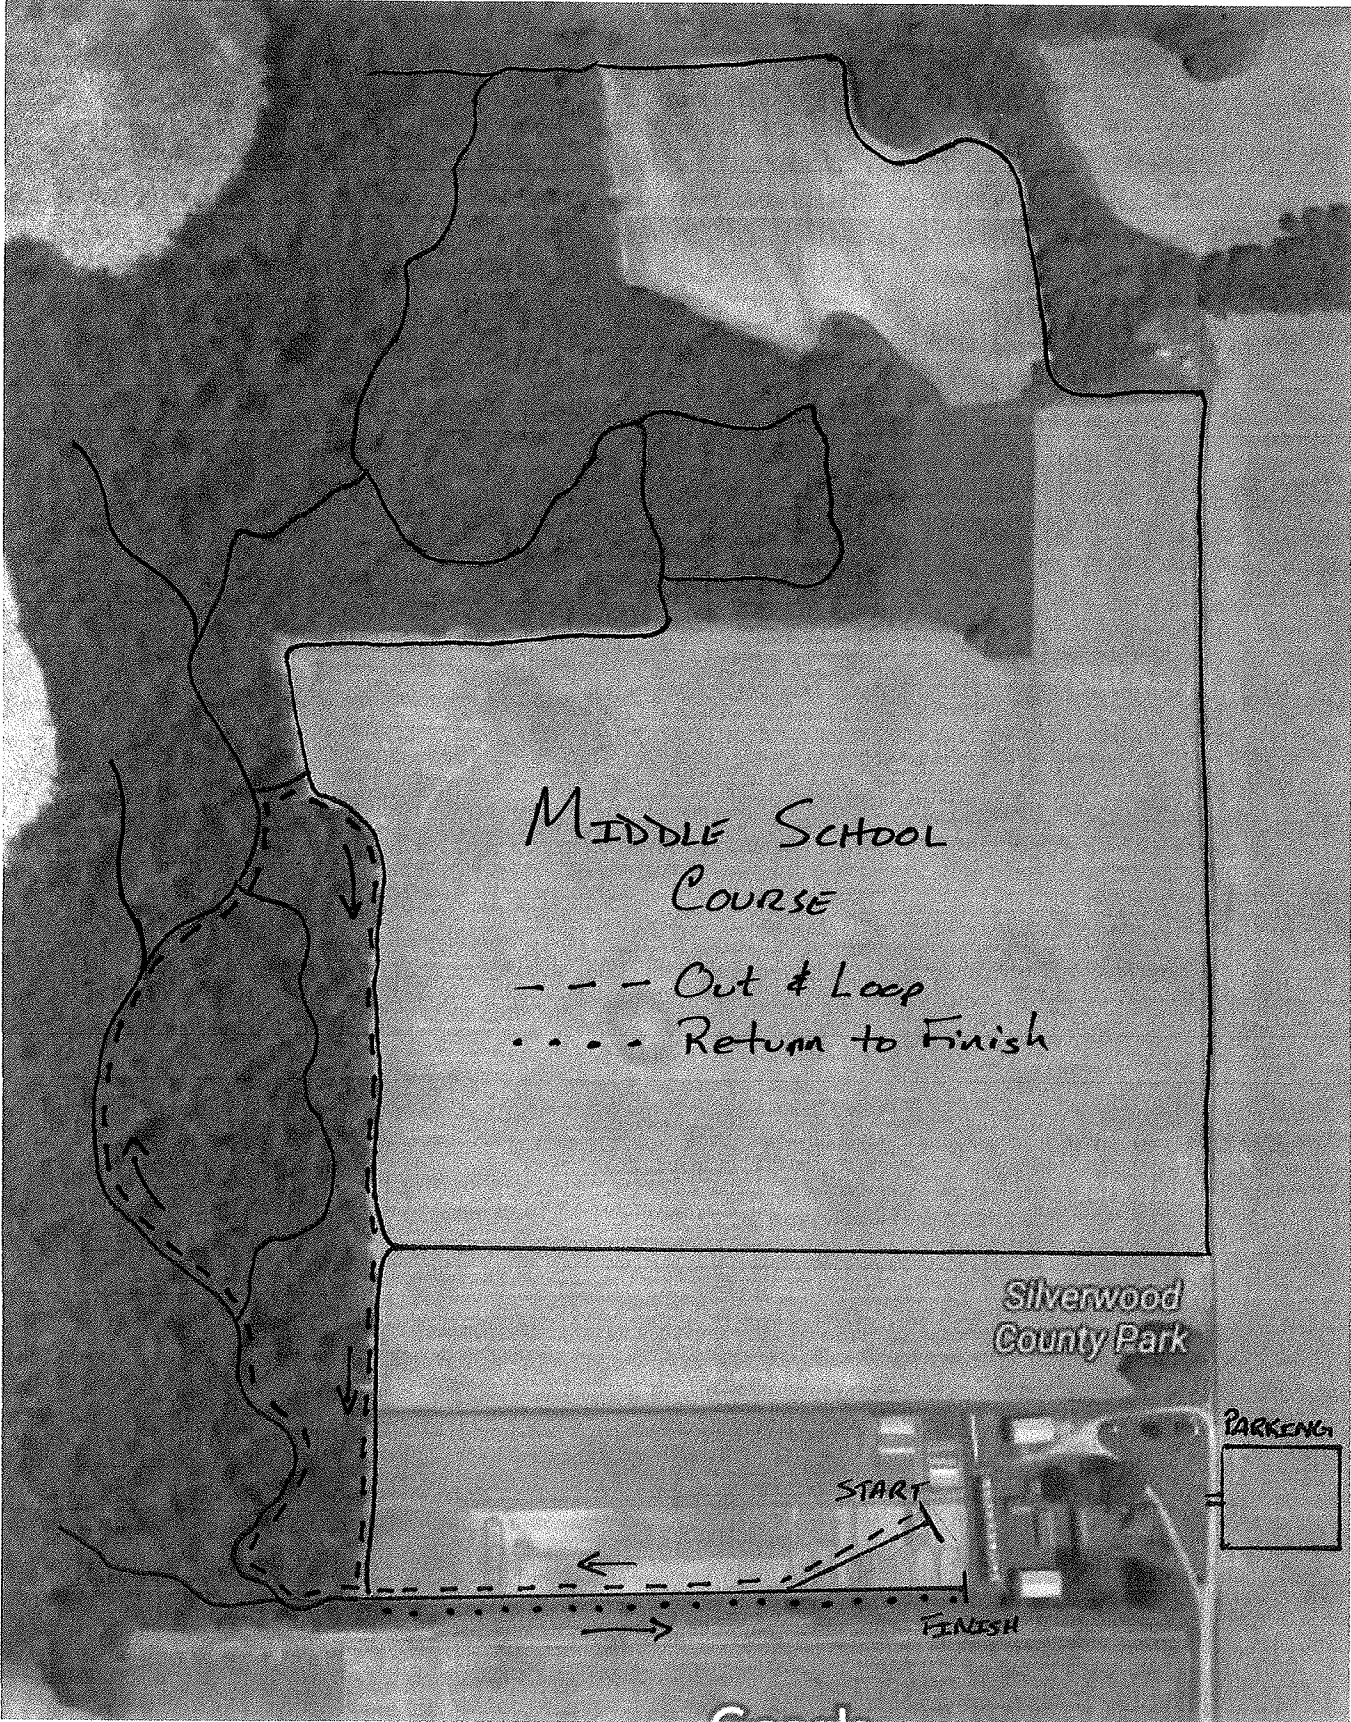 MIDDLE SCHOOL
COURSE
--- Out & Loop
.... Return to Finish
Silverwood
County Park
PARKING
START
FINISH